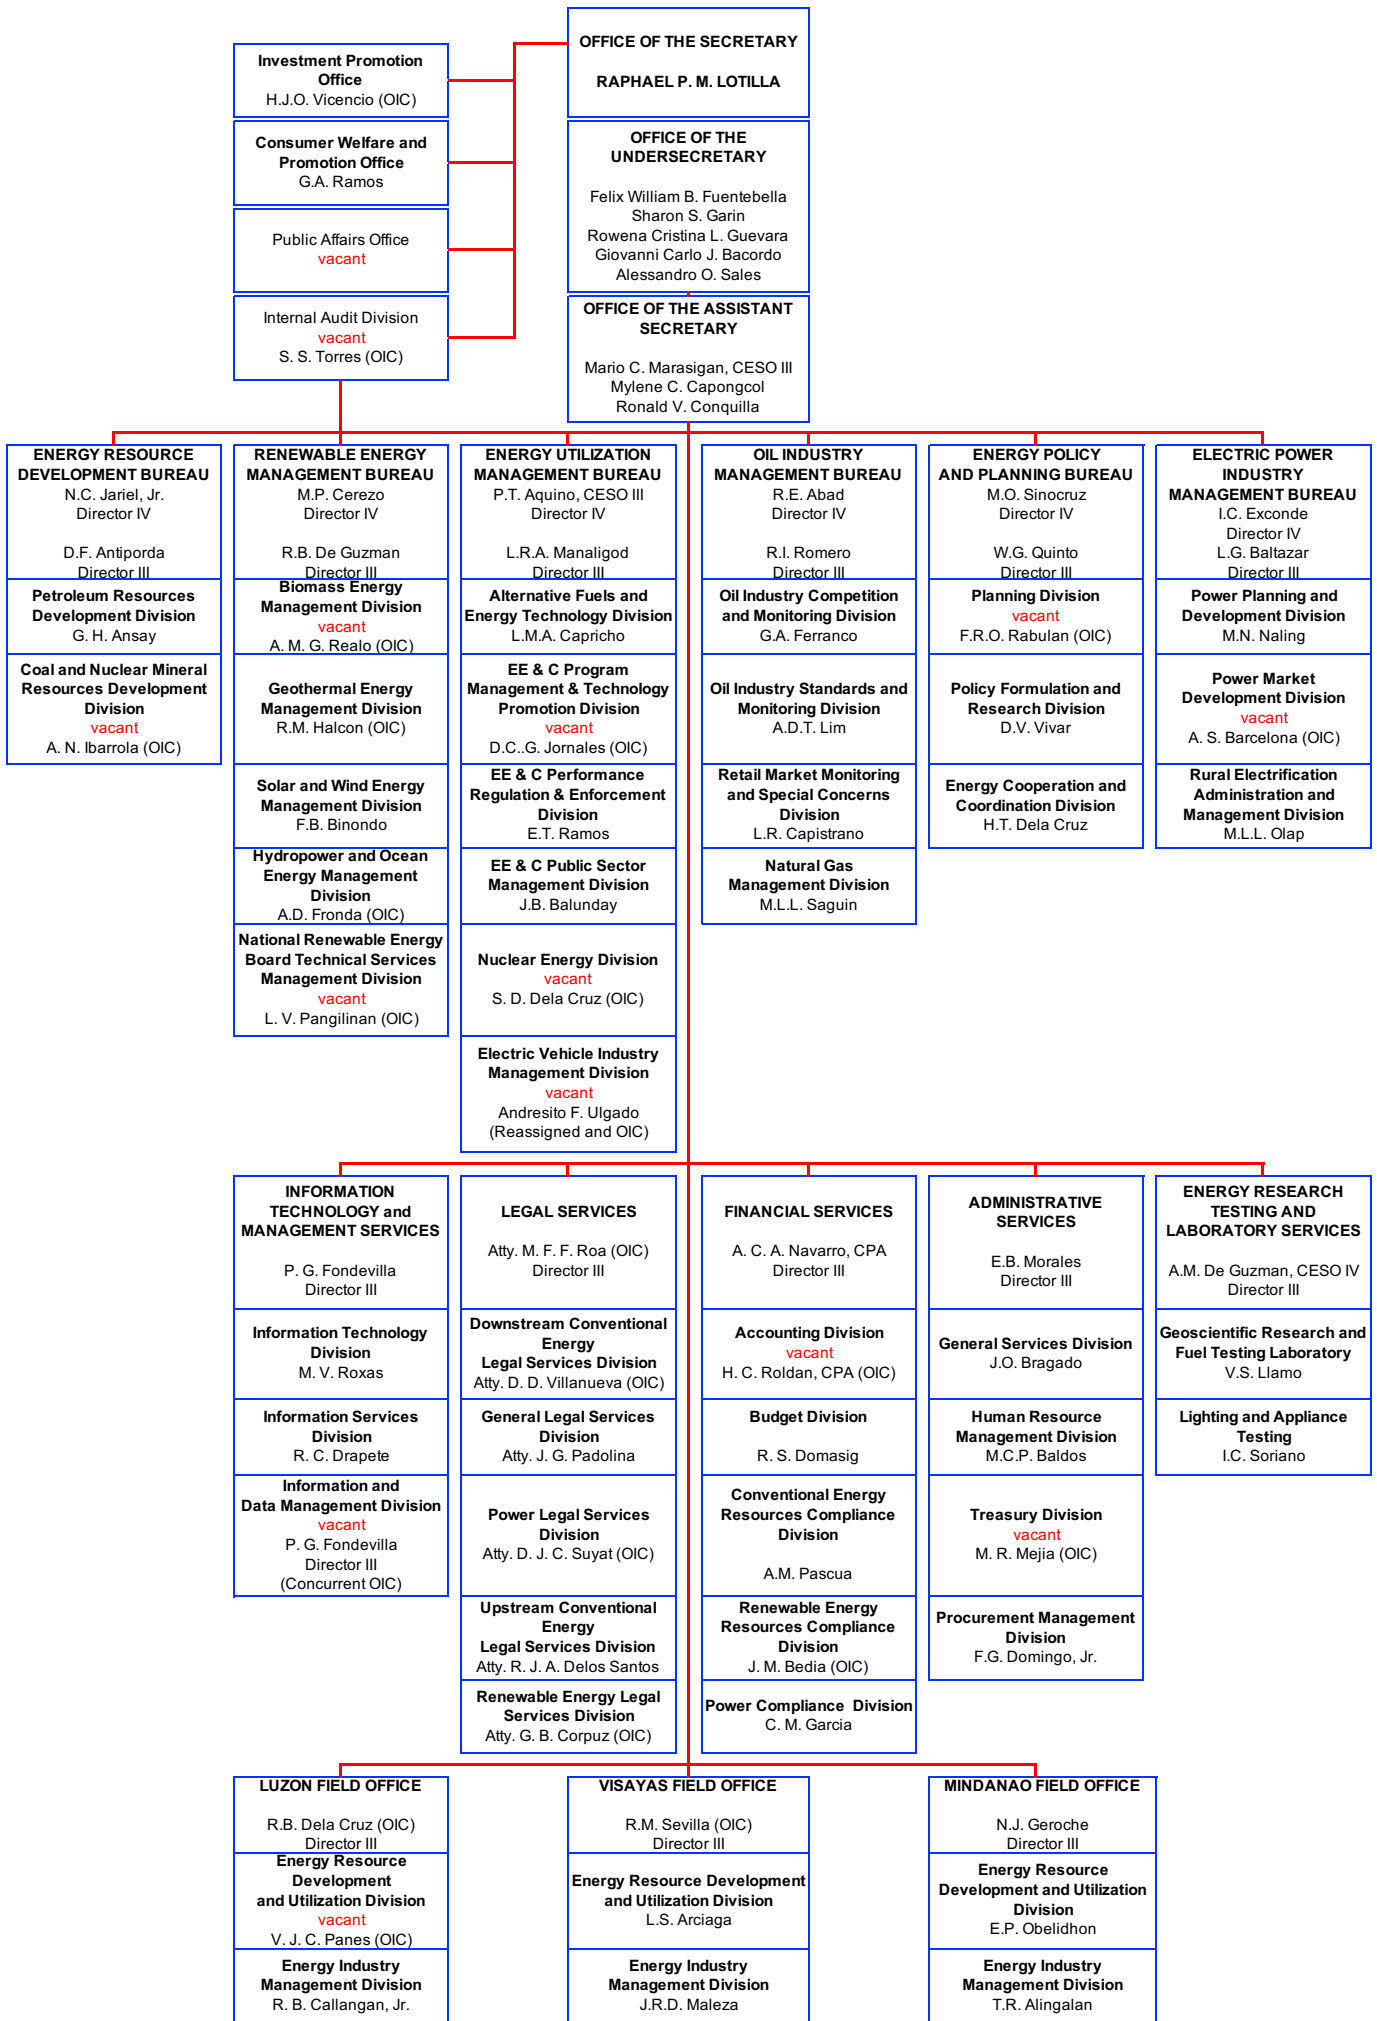 OFFICE OF THE SECRETARY
RAPHAEL P. M. LOTILLA
Investment Promotion
Office
H.J.O. Vicencio (OIC)
Consumer Welfare and
Promotion Office
G.A. Ramos
Public Affairs Office
vacant
Internal Audit Division
vacant
S. S. Torres (OIC)
OFFICE OF THE
UNDERSECRETARY
Felix William B. Fuentebella
Sharon S. Garin
Rowena Cristina L. Guevara
Giovanni Carlo J. Bacordo
Alessandro O. Sales
OFFICE OF THE ASSISTANT
SECRETARY
Mario C. Marasigan, CESO III
Mylene C. Capongcol
Ronald V. Conquilla
ENERGY RESOURCE
DEVELOPMENT BUREAU
N.C. Jariel, Jr.
Director IV
D.F. Antiporda
Director III
Petroleum Resources
Development Division
G. H. Ansay
Coal and Nuclear Mineral
Resources Development
Division
vacant
A. N. Ibarrola (OIC)
RENEWABLE ENERGY
MANAGEMENT BUREAU
M.P. Cerezo
Director IV
R.B. De Guzman
Director III
Biomass Energy
Management Division
vacant
A. M. G. Realo (OIC)
Geothermal Energy
Management Division
R.M. Halcon (OIC)
Solar and Wind Energy
Management Division
F.B. Binondo
Hydropower and Ocean
Energy Management
Division
A.D. Fronda (OIC)
National Renewable Energy
Board Technical Services
Management Division
vacant
L. V. Pangilinan (OIC)
ENERGY UTILIZATION
MANAGEMENT BUREAU
P.T. Aquino, CESO III
Director IV
L.R.A. Manaligod
Director III
Alternative Fuels and
Energy Technology Division
L.M.A. Capricho
EE & C Program
Management & Technology
Promotion Division
vacant
D.C..G. Jornales (OIC)
EE & C Performance
Regulation & Enforcement
Division
E.T. Ramos
EE & C Public Sector
Management Division
J.B. Balunday
Nuclear Energy Division
vacant
S. D. Dela Cruz (OIC)
Electric Vehicle Industry
Management Division
vacant
Andresito F. Ulgado
(Reassigned and OIC)
OIL INDUSTRY
MANAGEMENT BUREAU
R.E. Abad
Director IV
R.I. Romero
Director III
Oil Industry Competition
and Monitoring Division
G.A. Ferranco
Oil Industry Standards and
Monitoring Division
A.D.T. Lim
Retail Market Monitoring
and Special Concerns
Division
L.R. Capistrano
Natural Gas
Management Division
M.L.L. Saguin
ENERGY POLICY
AND PLANNING BUREAU
M.O. Sinocruz
Director IV
W.G. Quinto
Director III
Planning Division
vacant
F.R.O. Rabulan (OIC)
Policy Formulation and
Research Division
D.V. Vivar
Energy Cooperation and
Coordination Division
H.T. Dela Cruz
ELECTRIC POWER
INDUSTRY
MANAGEMENT BUREAU
I.C. Exconde
Director IV
L.G. Baltazar
Director III
Power Planning and
Development Division
M.N. Naling
Power Market
Development Division
vacant
A. S. Barcelona (OIC)
Rural Electrification
Administration and
Management Division
M.L.L. Olap
INFORMATION
TECHNOLOGY and
MANAGEMENT SERVICES
P. G. Fondevilla
Director III
Information Technology
Division
M. V. Roxas
Information Services
Division
R. C. Drapete
Information and
Data Management Division
vacant
P. G. Fondevilla
Director III
(Concurrent OIC)
LEGAL SERVICES
Atty. M. F. F. Roa (OIC)
Director III
Downstream Conventional
Energy
Legal Services Division
Atty. D. D. Villanueva (OIC)
General Legal Services
Division
Atty. J. G. Padolina
Power Legal Services
Division
Atty. D. J. C. Suyat (OIC)
Upstream Conventional
Energy
Legal Services Division
Atty. R. J. A. Delos Santos
Renewable Energy Legal
Services Division
Atty. G. B. Corpuz (OIC)
FINANCIAL SERVICES
A. C. A. Navarro, CPA
Director III
Accounting Division
vacant
H. C. Roldan, CPA (OIC)
Budget Division
R. S. Domasig
Conventional Energy
Resources Compliance
Division
A.M. Pascua
Renewable Energy
Resources Compliance
Division
J. M. Bedia (OIC)
Power Compliance Division
C. M. Garcia
ADMINISTRATIVE
SERVICES
E.B. Morales
Director III
General Services Division
J.O. Bragado
Human Resource
Management Division
M.C.P. Baldos
Treasury Division
vacant
M. R. Mejia (OIC)
Procurement Management
Division
F.G. Domingo, Jr.
ENERGY RESEARCH
TESTING AND
LABORATORY SERVICES
A.M. De Guzman, CESO IV
Director III
Geoscientific Research and
Fuel Testing Laboratory
V.S. Llamo
Lighting and Appliance
Testing
I.C. Soriano
LUZON FIELD OFFICE
R.B. Dela Cruz (OIC)
Director III
Energy Resource
Development
and Utilization Division
vacant
V. J. C. Panes (OIC)
Energy Industry
Management Division
R. B. Callangan, Jr.
VISAYAS FIELD OFFICE
R.M. Sevilla (OIC)
Director III
Energy Resource Development
and Utilization Division
L.S. Arciaga
Energy Industry
Management Division
J.R.D. Maleza
MINDANAO FIELD OFFICE
N.J. Geroche
Director III
Energy Resource
Development and Utilization
Division
E.P. Obelidhon
Energy Industry
Management Division
T.R. Alingalan